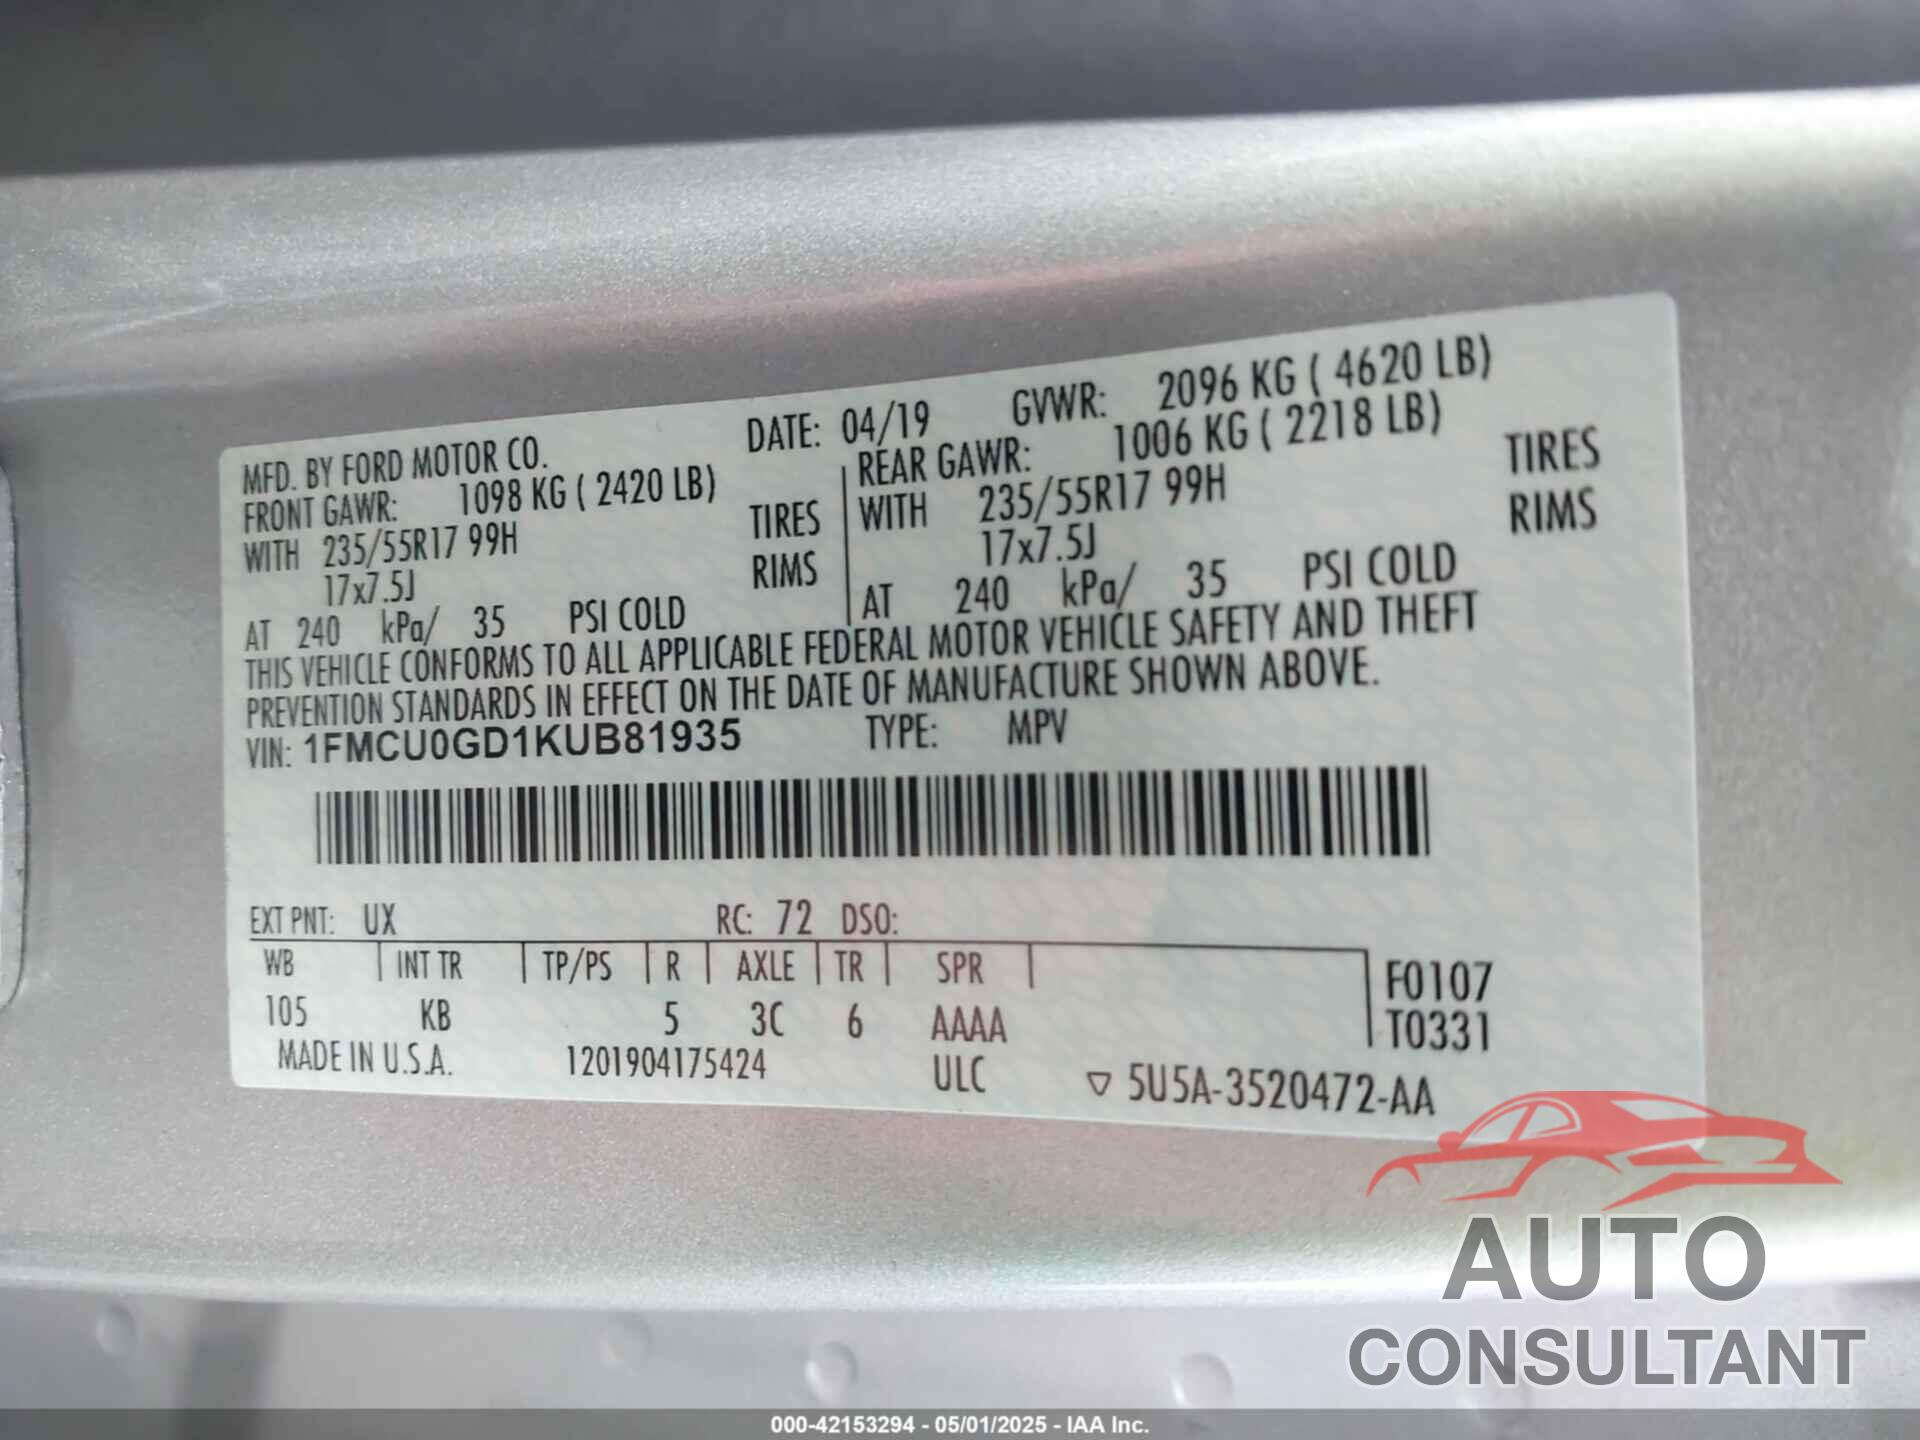 MFD. BY FORD MOTOR CO. DATE: 04/19 GVWR: 2096 KG ( 4620 LB)
FRONT GAWR: 1098 KG ( 2420 LB) REAR GAWR: 1006 KG ( 2218 LB)
WITH 235/55R17 99H TIRES WITH 235/55R17 99H TIRES
17x7.5J RIMS 17x7.5J RIMS
AT 240 kPa/ 35 PSI COLD AT 240 kPa/ 35 PSI COLD
THIS VEHICLE CONFORMS TO ALL APPLICABLE FEDERAL MOTOR VEHICLE SAFETY AND THEFT
PREVENTION STANDARDS IN EFFECT ON THE DATE OF MANUFACTURE SHOWN ABOVE.
VIN: 1FMCU0GD1KUB81935 TYPE: MPV
EXT PNT: UX RC: 72 DSO:
WB INT TR TP/PS R AXLE TR SPR F0107
105 KB 5 3C 6 AAAA T0331
MADE IN U.S.A. 1201904175424 ULC ▽ 5U5A-3520472-AA
AUTO
CONSULTANT
000-42153294 - 05/01/2025 - IAA Inc.